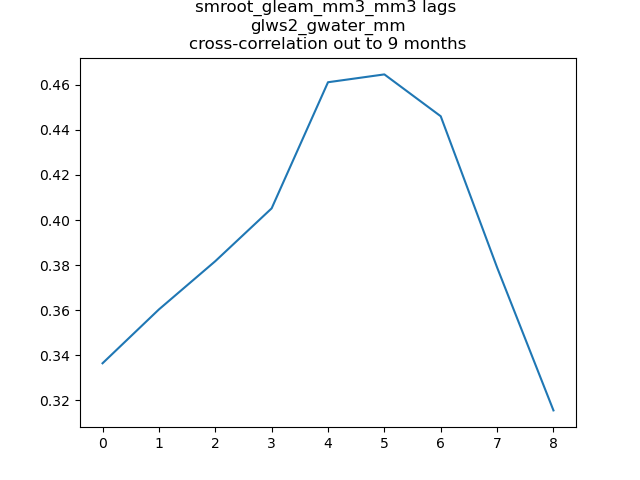 smroot_gleam_mm3_mm3 lags
glws2_gwater_mm
cross-correlation out to 9 months
0.46
0.44
0.42
0.40
0.38
0.36
0.34
0.32
0 1 2 3 4 5 6 7 8